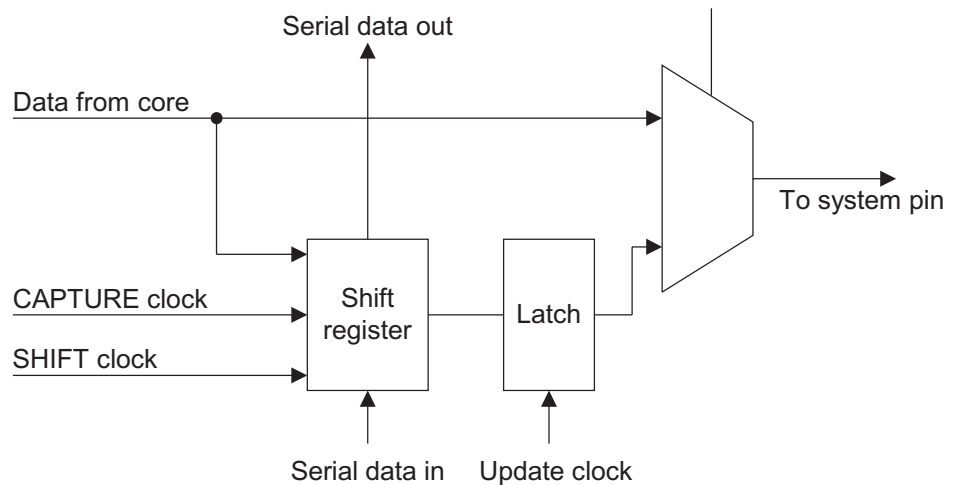 Serial data out
Data from core
To system pin
CAPTURE clock
Shift
register
Latch
SHIFT clock
Serial data in
Update clock